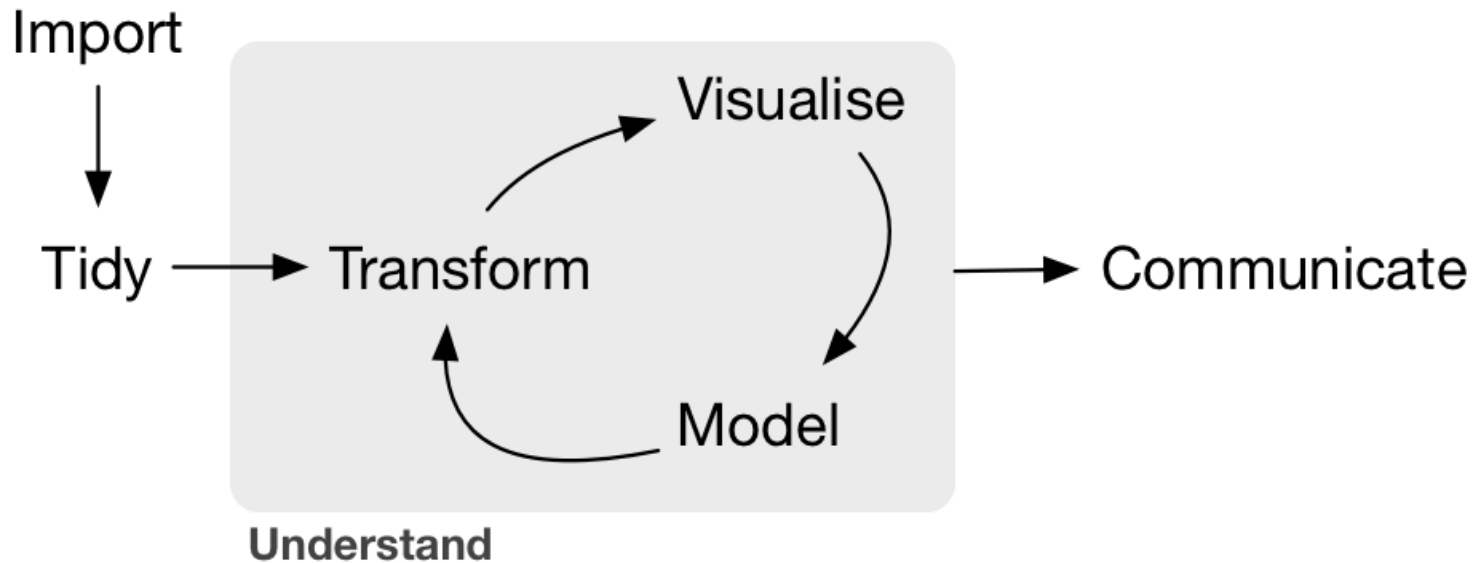 Import
Visualise
Tidy
Transform
Communicate
Model
Understand